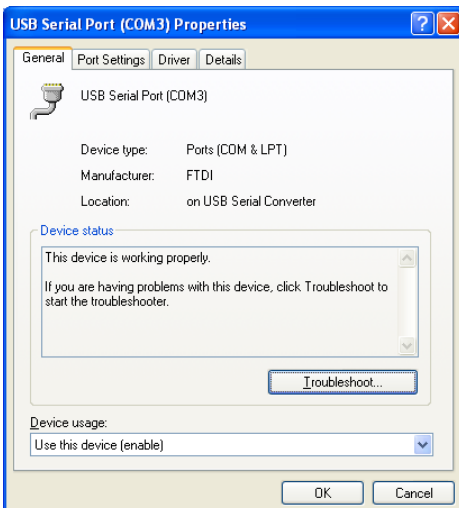 USB Serial Port (COM3) Properties
General Port Settings Driver Details
USB Serial Port (COM3)
Device type: Ports (COM & LPT)
Manufacturer: FTDI
Location: on USB Serial Converter
Device status
This device is working properly.
If you are having problems with this device, click Troubleshoot to
start the troubleshooter.
Troubleshoot...
Device usage:
Use this device (enable)
OK Cancel